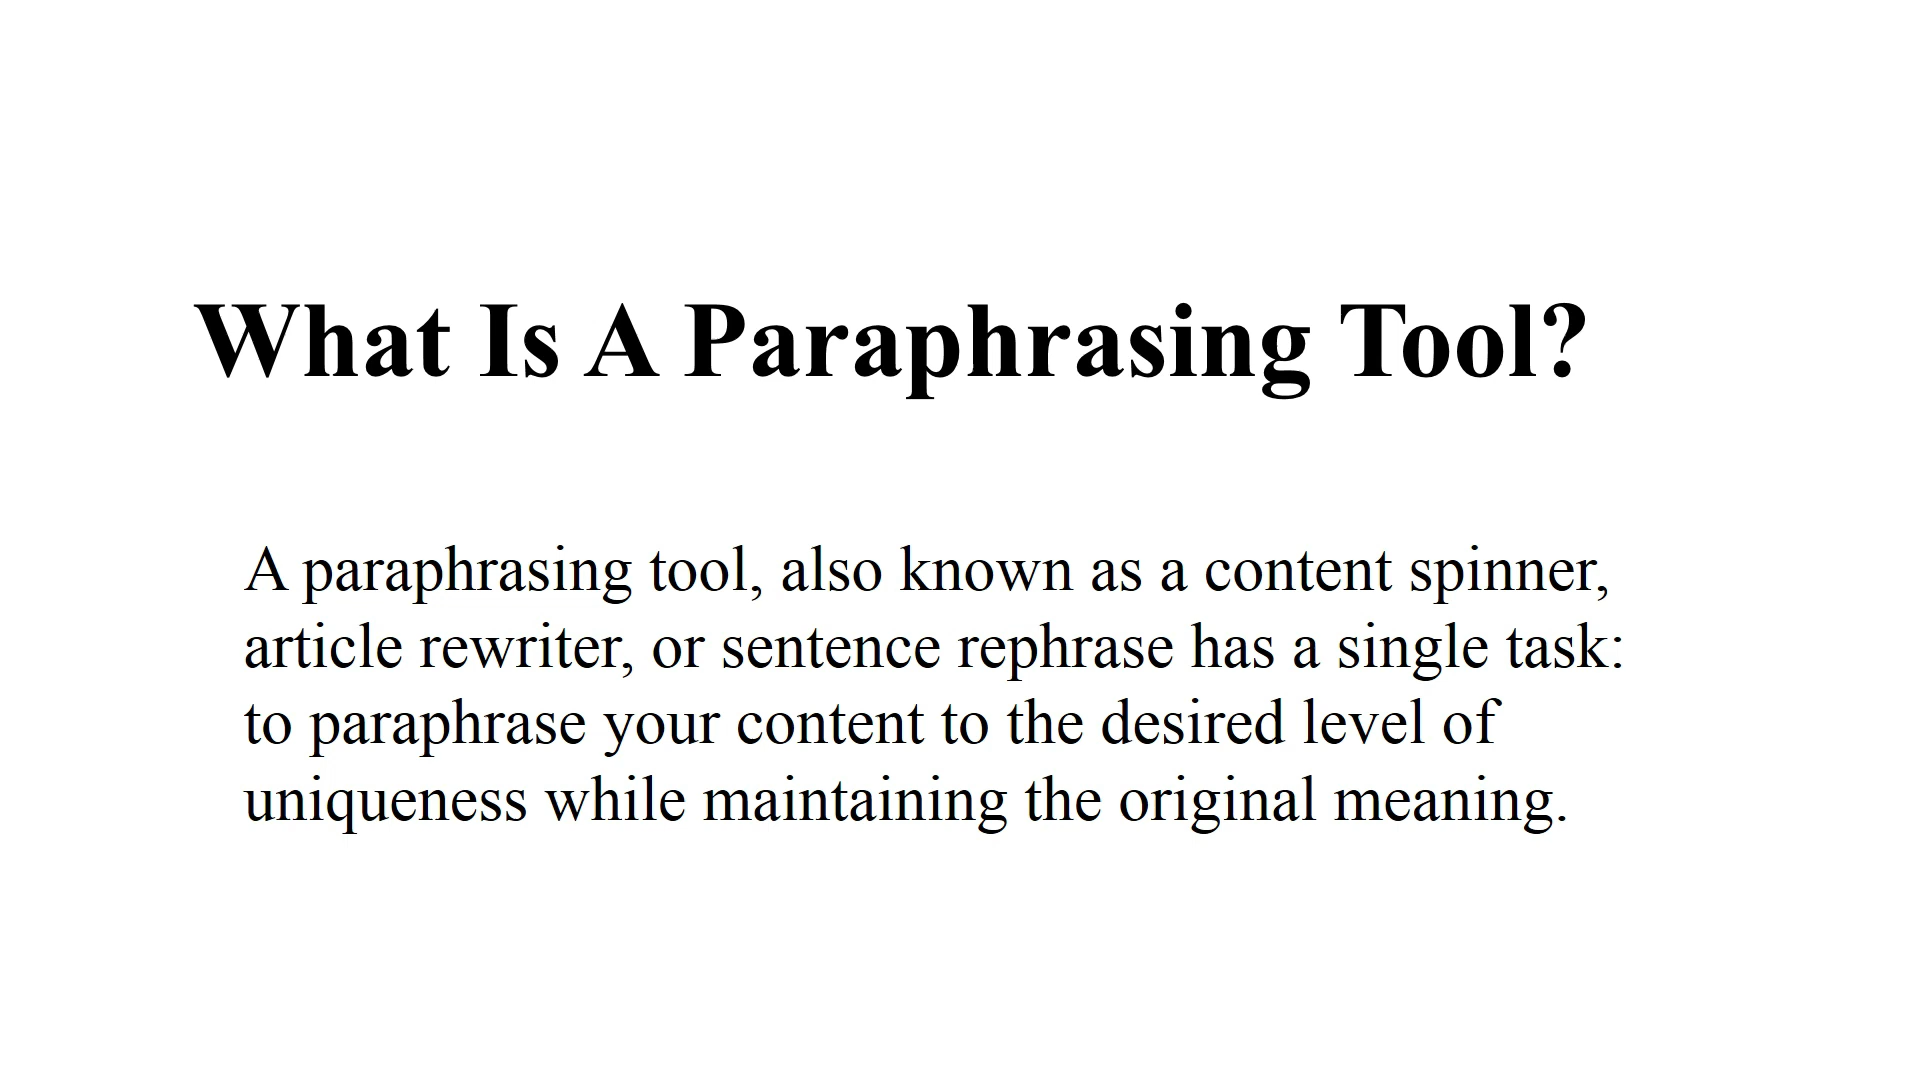 What Is A Paraphrasing Tool?
A paraphrasing tool, also known as a content spinner,
article rewriter, or sentence rephrase has a single task:
to paraphrase your content to the desired level of
uniqueness while maintaining the original meaning.